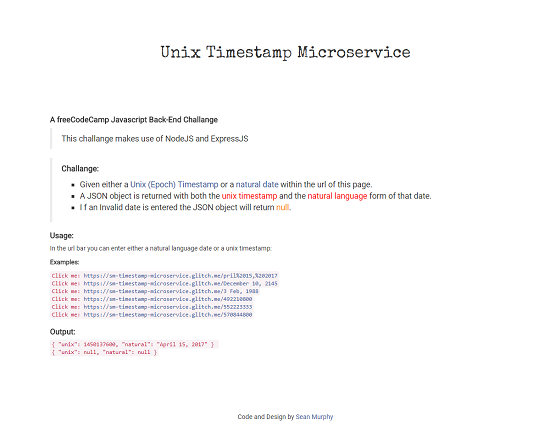 Unix Timestamp Microservice
A freeCodeCamp Javascript Back-End Challange
This challange makes use of NodeJS and ExpressJS
Challange:
Given either a Unix (Epoch) Timestamp or a natural date within the url of this page.
A JSON object is returned with both the unix timestamp and the natural language form of that date.
I f an Invalid date is entered the JSON object will return null.
Usage:
In the url bar you can enter either a natural language date or a unix timestamp:
Examples:
Click me: https://sm-timestamp-microservice.glitch.me/pril%2015,%202017
Click me: https://sm-timestamp-microservice.glitch.me/December 10, 2145
Click me: https://sm-timestamp-microservice.glitch.me/3 Feb, 1988
Click me: https://sm-timestamp-microservice.glitch.me/492210800
Click me: https://sm-timestamp-microservice.glitch.me/552223333
Click me: https://sm-timestamp-microservice.glitch.me/570844800
Output:
{ "unix": 1450137600, "natural": "April 15, 2017" }
{ "unix": null, "natural": null }
Code and Design by Sean Murphy